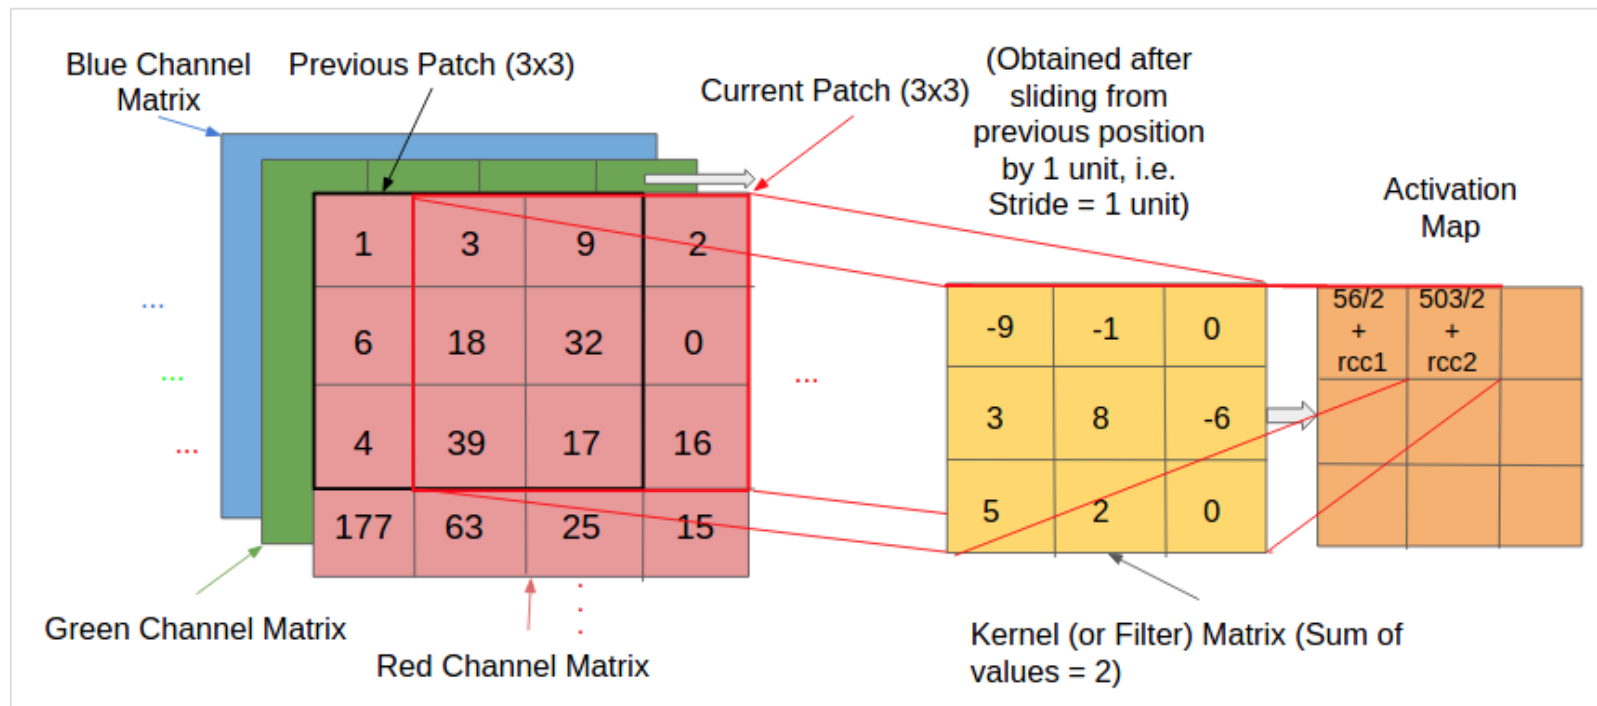 Blue Channel
Matrix
Previous Patch (3x3)
Current Patch (3x3)
(Obtained after
sliding from
previous position
by 1 unit, i.e.
Stride = 1 unit)
Activation
Map
1 3 9 2
6 18 32 0
4 39 17 16
177 63 25 15
...
...
...
...
-9 -1 0
3 8 -6
5 2 0
56/2 503/2
+ +
rcc1 rcc2
Green Channel Matrix
Red Channel Matrix
Kernel (or Filter) Matrix (Sum of
values = 2)